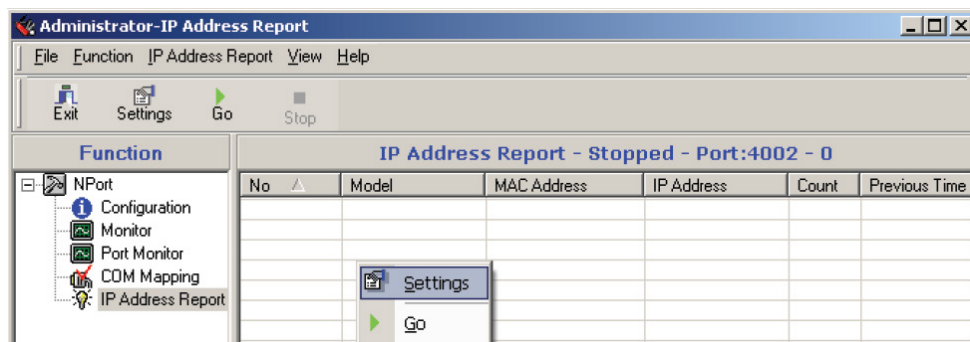 Administrator-IP Address Report
File Function IP Address Report View Help
Exit Settings Go Stop
Function
IP Address Report - Stopped - Port:4002 - 0
NPort
Configuration
Monitor
Port Monitor
COM Mapping
IP Address Report
No Model MAC Address IP Address Count Previous Time
Settings
Go